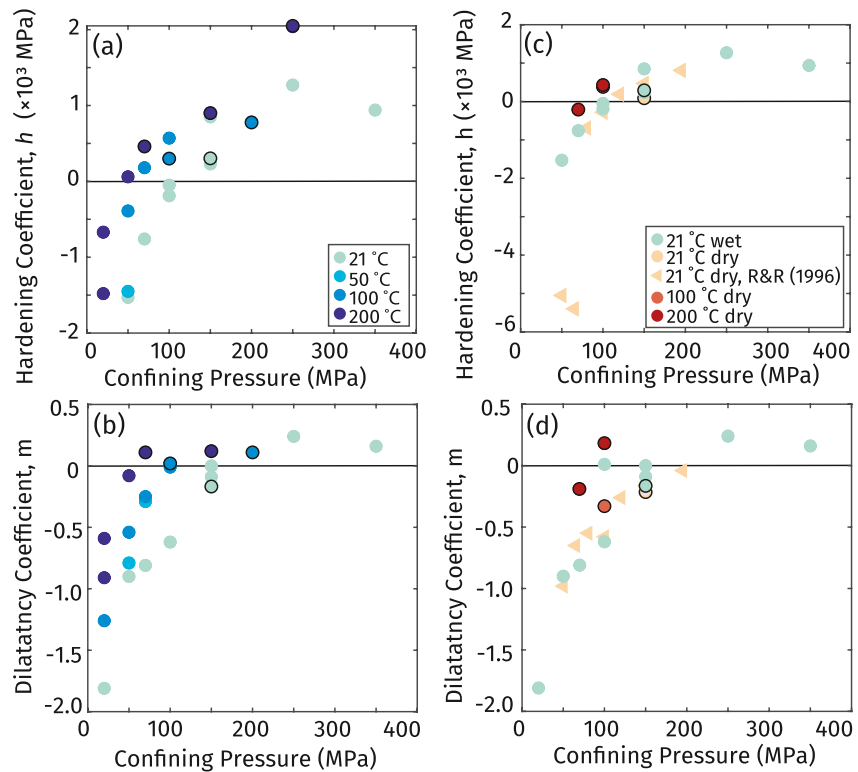 (a)
2
1
0
-1
-2
Hardening Coefficient, h (×10³ MPa)
21 ˚C
50 ˚C
100 ˚C
200 ˚C
0 100 200 300 400
Confining Pressure (MPa)
(c)
2
0
-2
-4
-6
Hardening Coefficient, h (×10³ MPa)
21 ˚C wet
21 ˚C dry
21 ˚C dry, R&R (1996)
100 ˚C dry
200 ˚C dry
0 100 200 300 400
Confining Pressure (MPa)
(b)
0.5
0
-0.5
-1.0
-1.5
-2.0
Dilatatncy Coefficient, m
0 100 200 300 400
Confining Pressure (MPa)
(d)
0.5
0
-0.5
-1.0
-1.5
-2.0
Dilatatncy Coefficient, m
0 100 200 300 400
Confining Pressure (MPa)